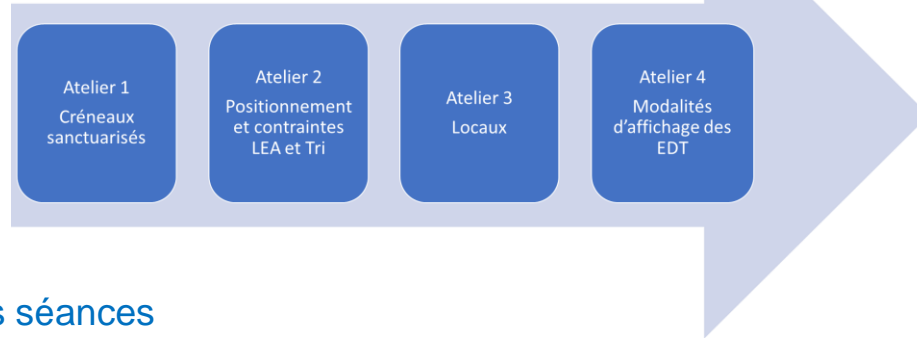 Atelier 1
Créneaux
sanctuarisés
Atelier 2
Positionnement
et contraintes
LEA et Tri
Atelier 3
Locaux
Atelier 4
Modalités
d'affichage des
EDT
s séances